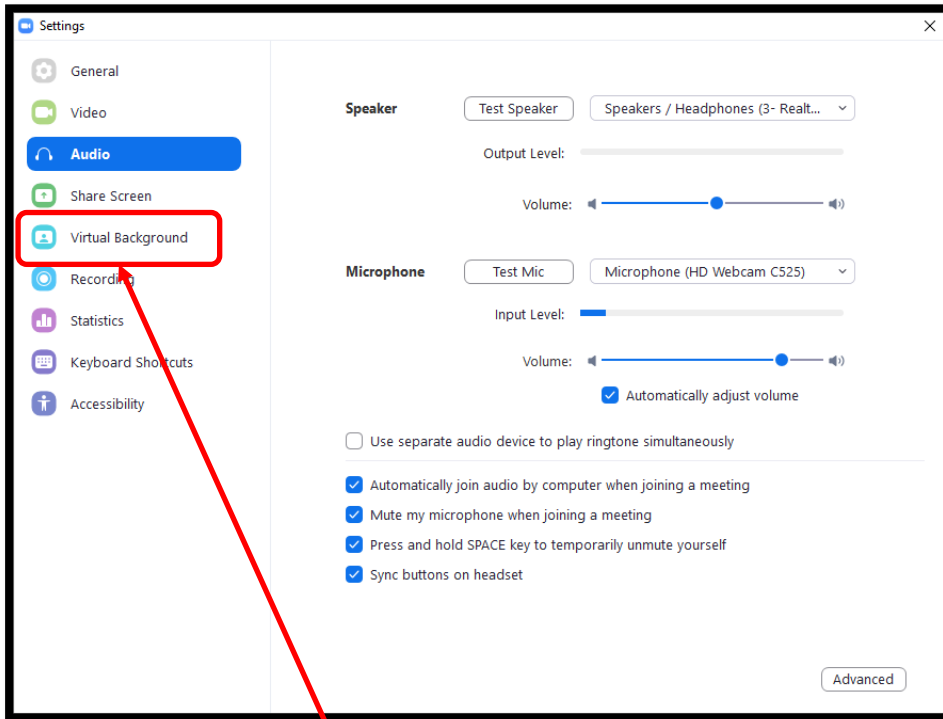 Settings
General
Video
Audio
Share Screen
Virtual Background
Recording
Statistics
Keyboard Shortcuts
Accessibility
Speaker Test Speaker Speakers / Headphones (3- Realt...
Output Level:
Volume:
Microphone Test Mic Microphone (HD Webcam C525)
Input Level:
Volume:
Automatically adjust volume
Use separate audio device to play ringtone simultaneously
Automatically join audio by computer when joining a meeting
Mute my microphone when joining a meeting
Press and hold SPACE key to temporarily unmute yourself
Sync buttons on headset
Advanced